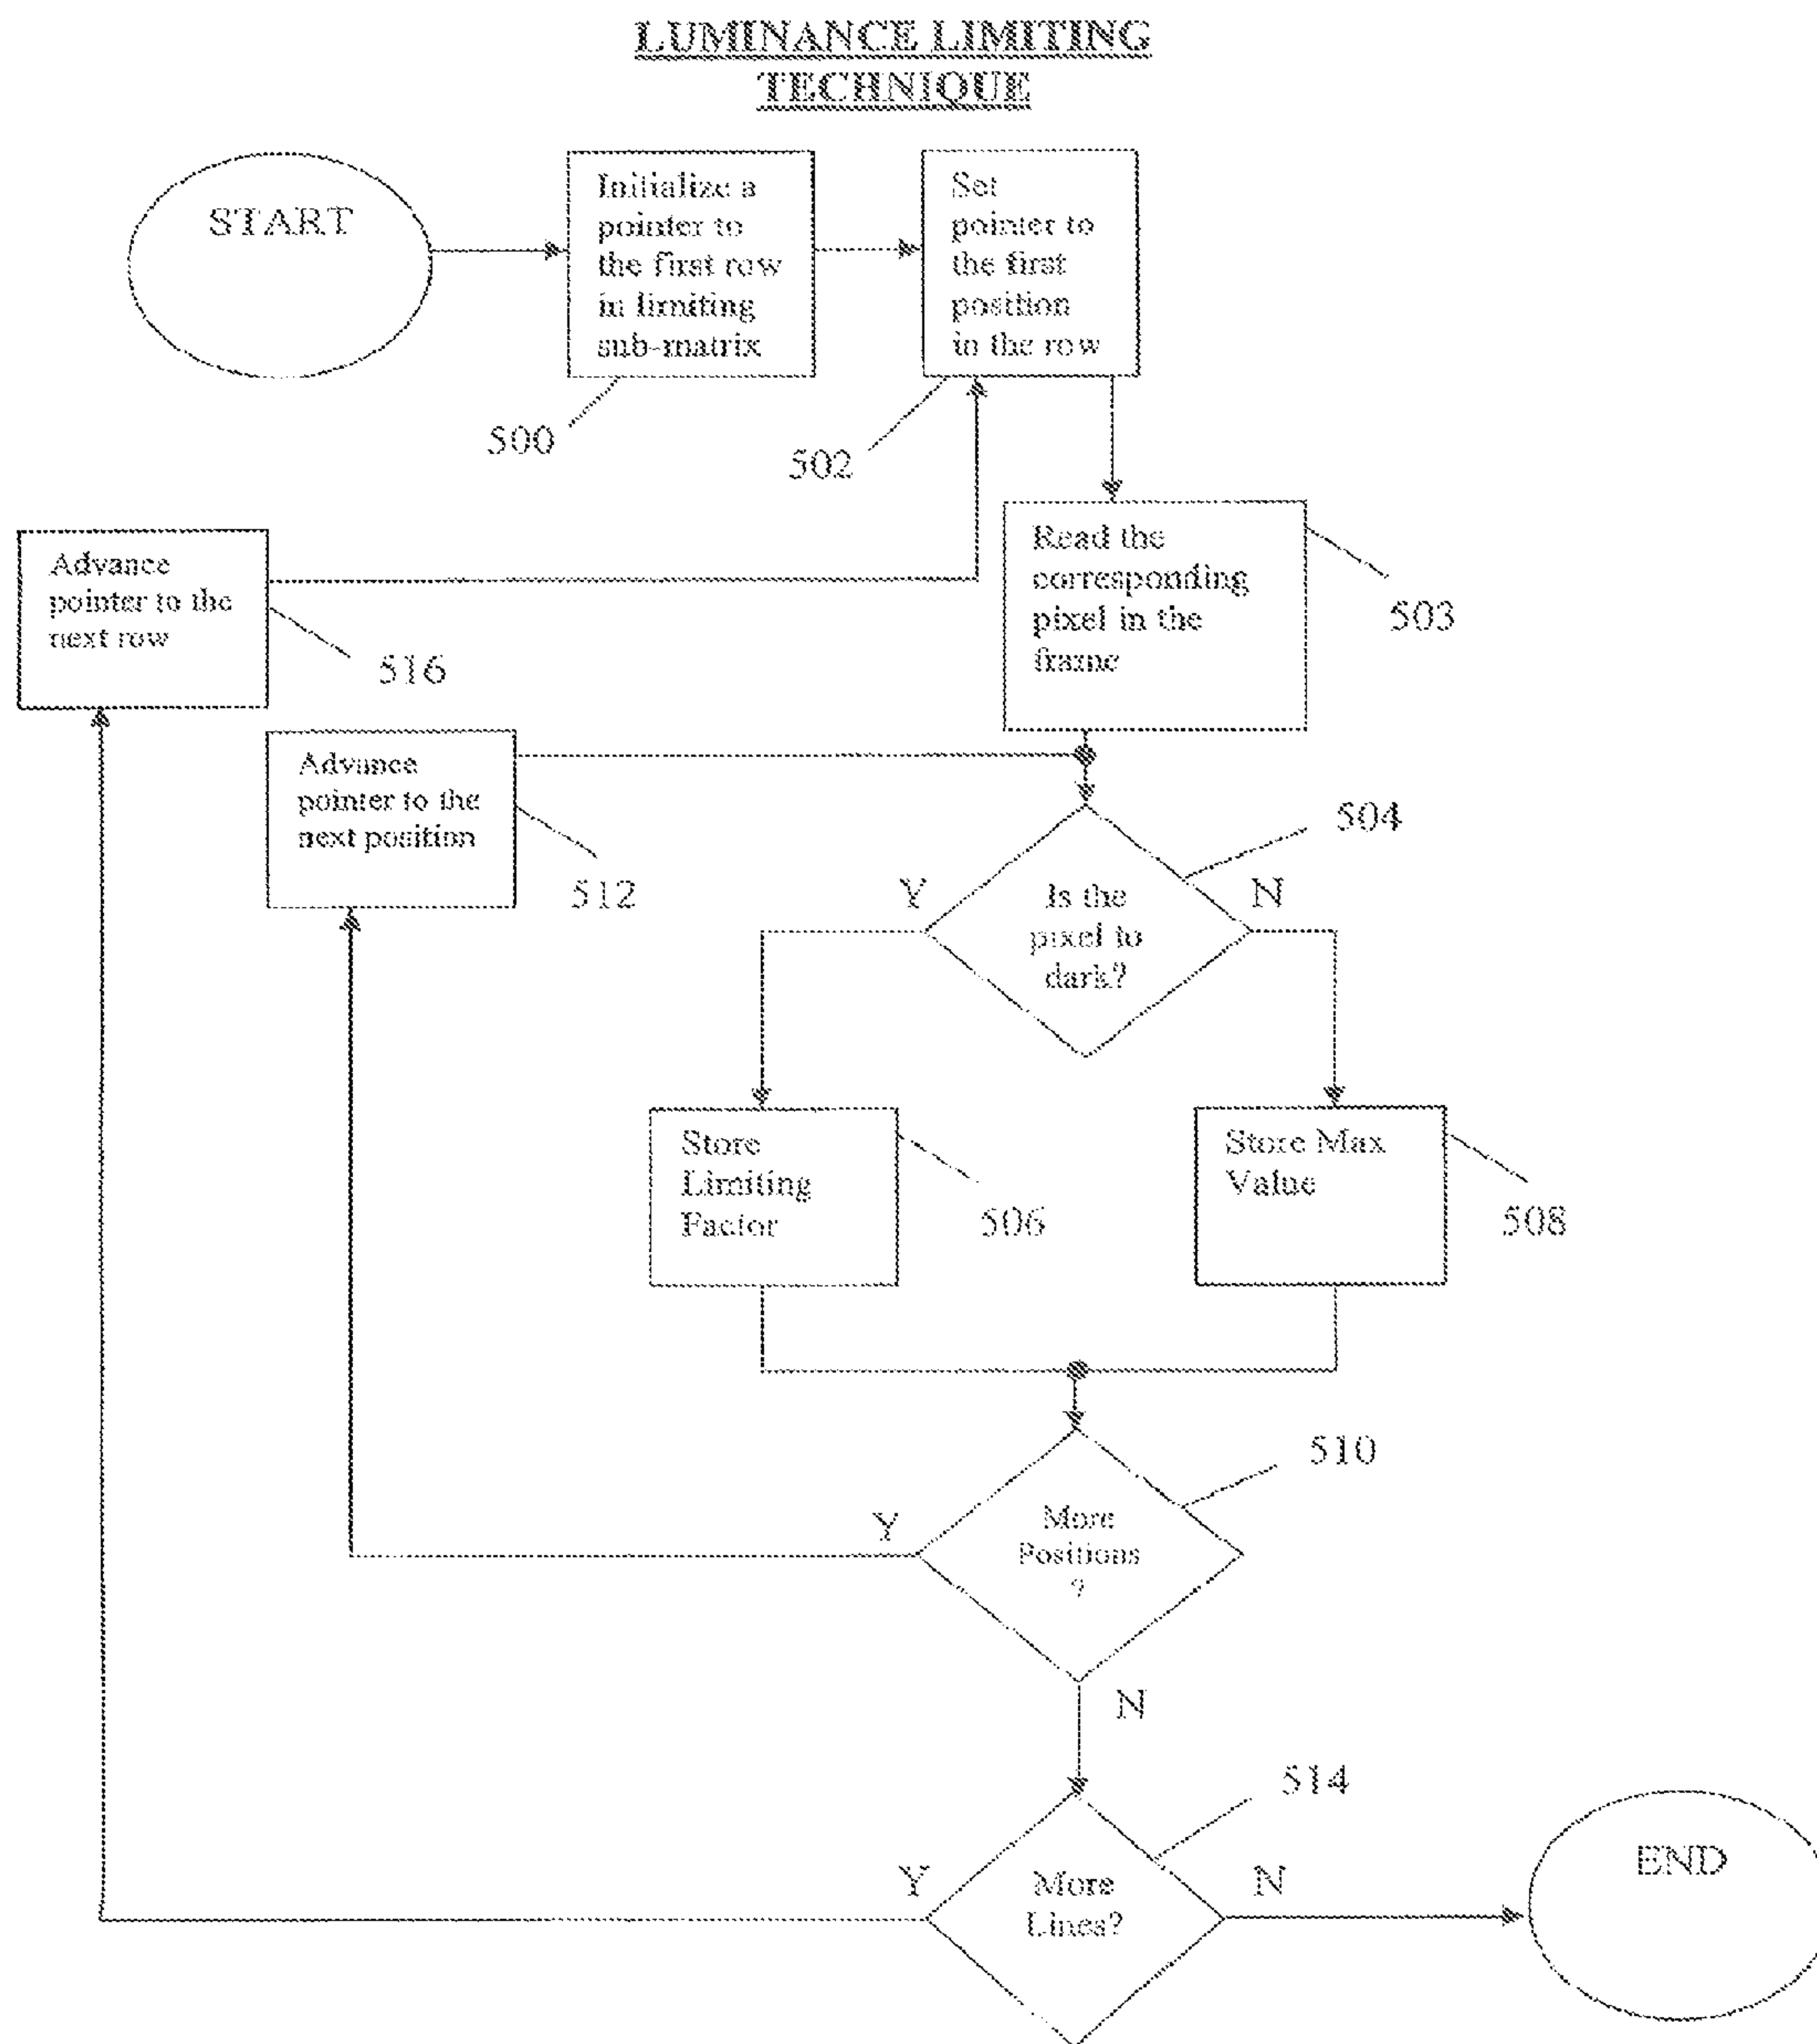 LUMINANCE LIMITING
TECHNIQUE
START
Initialize a
pointer to
the first row
in limiting
sub-matrix
500
Set
pointer to
the first
position
in the row
502
Read the
corresponding
pixel in the
frame
503
Advance
pointer to the
next row
516
Advance
pointer to the
next position
512
504
Y
N
Is the
pixel to
dark?
Store
Limiting
Factor
506
Store Max
Value
508
510
Y
More
Positions
?
N
514
Y
More
Lines?
N
END